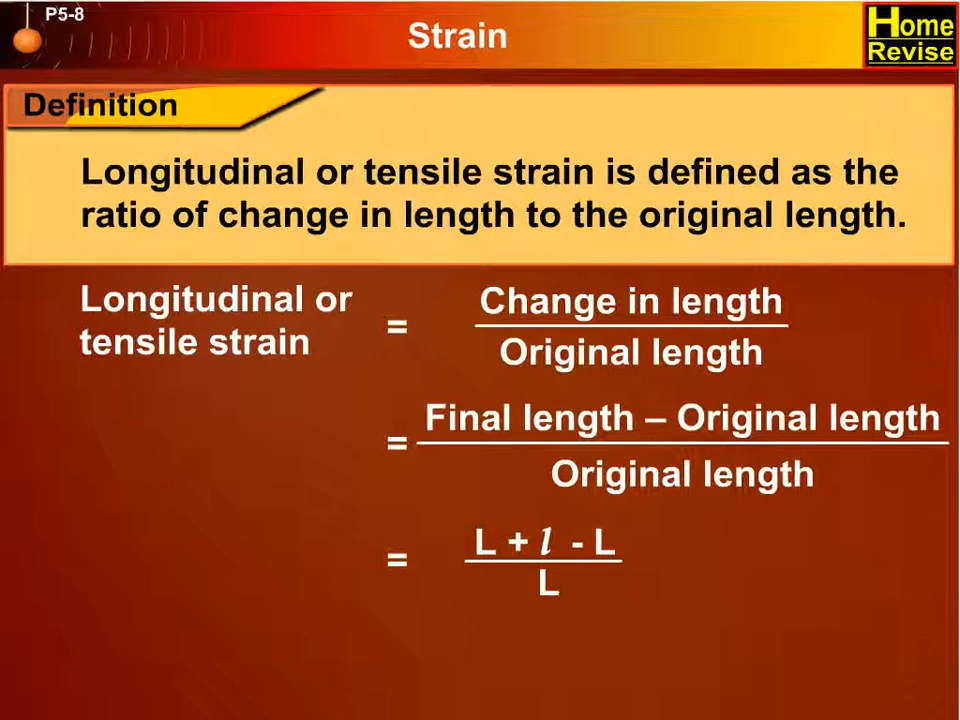 P5-8
Strain
Home
Revise
Definition
Longitudinal or tensile strain is defined as the
ratio of change in length to the original length.
Longitudinal or
tensile strain
=
Change in length
Original length
=
Final length – Original length
Original length
=
L + l - L
L